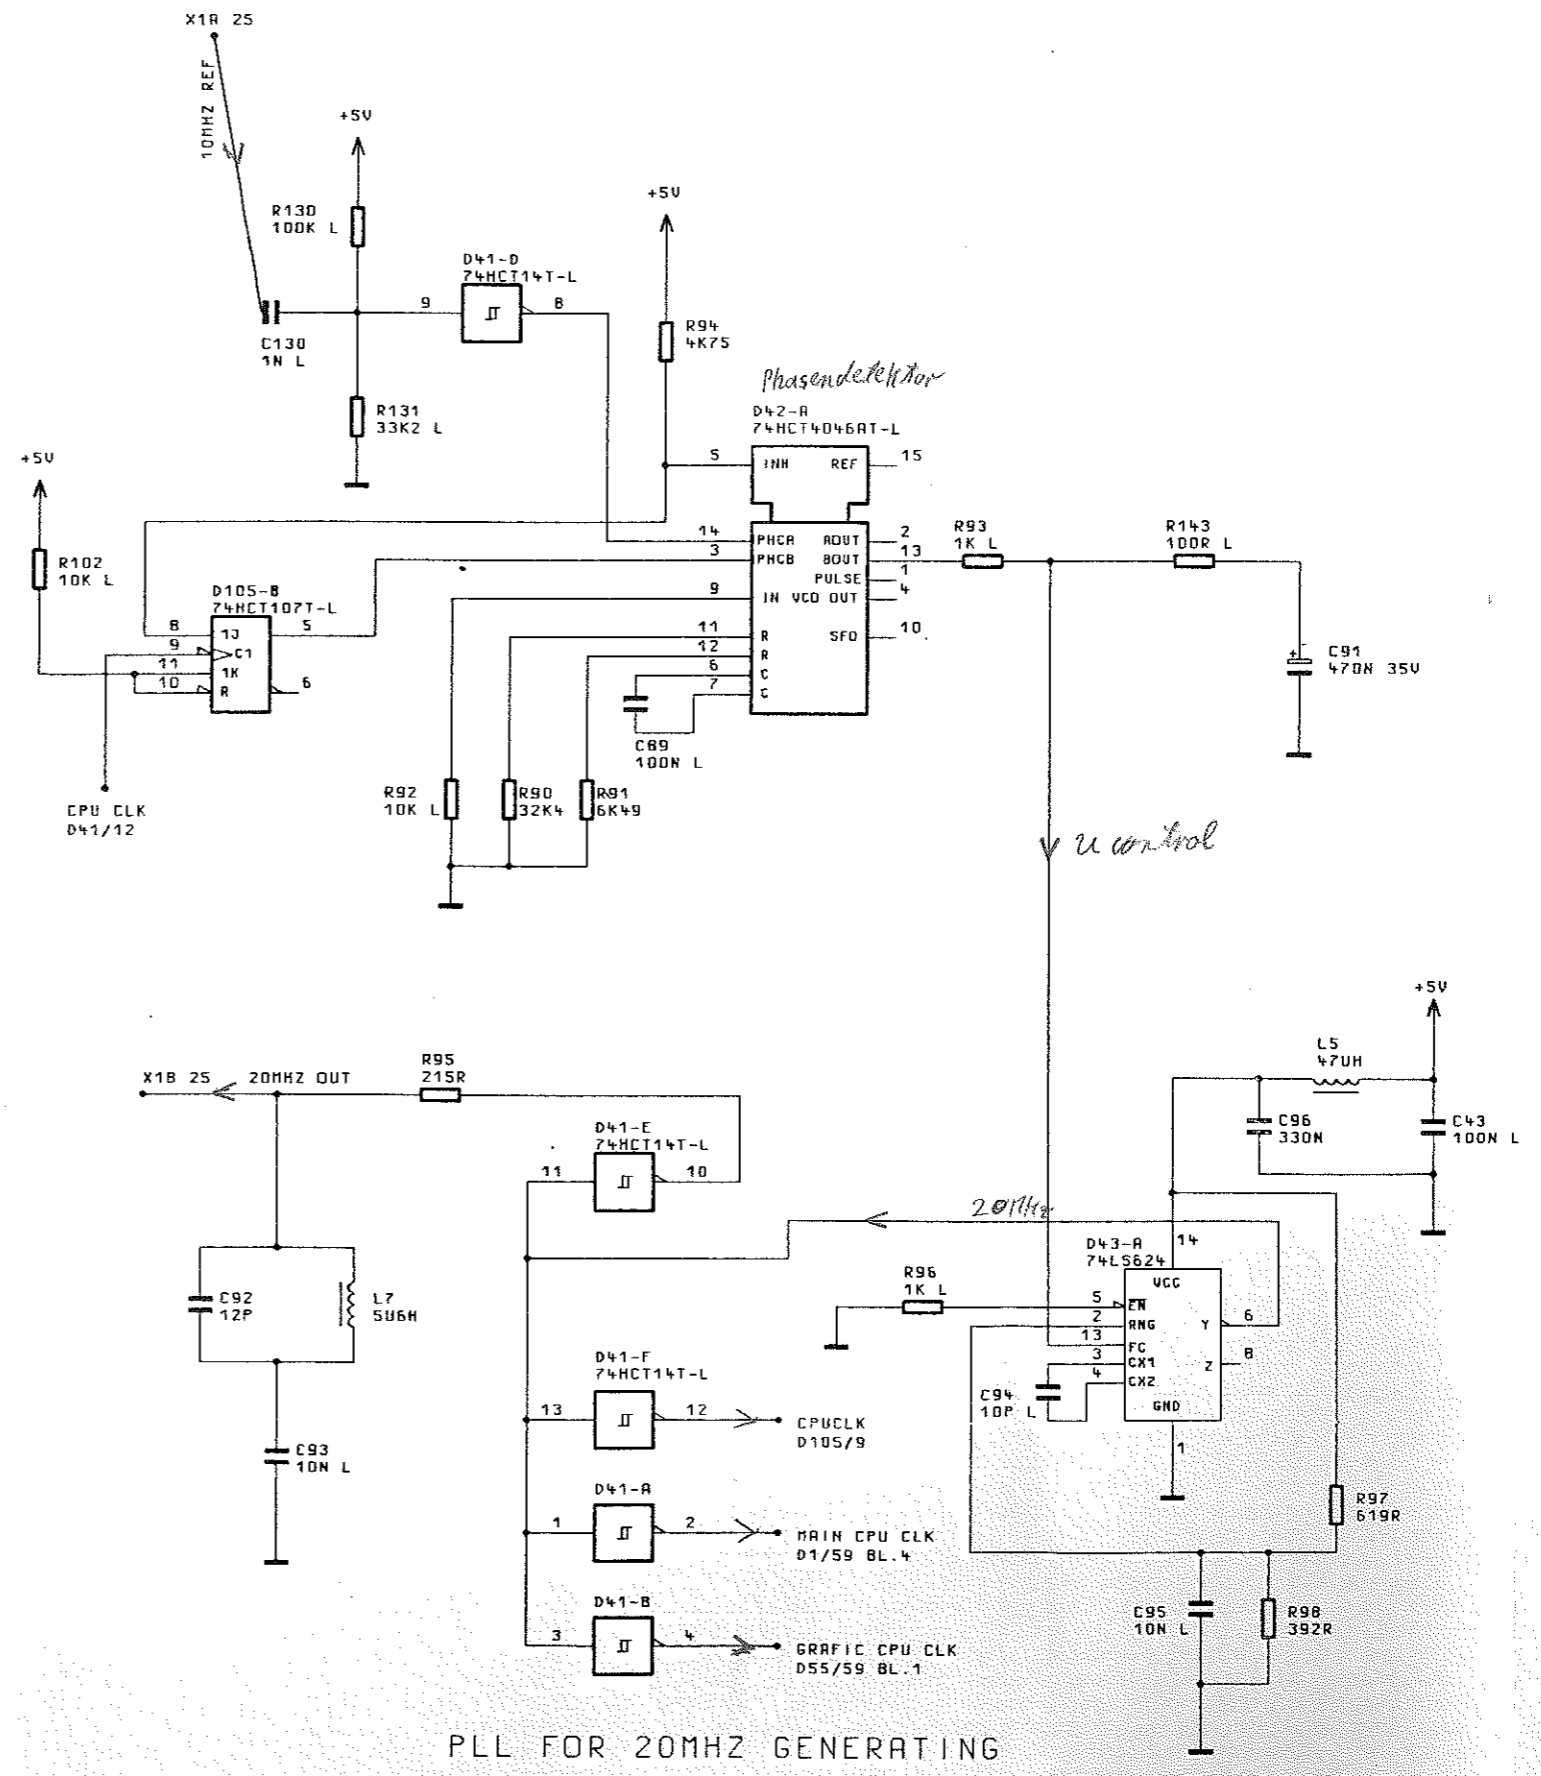 X1A 25
10MHZ REF
+5V
R130
100K L
C130
1N L
R131
33K2 L
9
D41-D
74HCT14T-L
8
+5V
R94
4K75
Phasendetektor
D42-A
74HCT4046AT-L
5
INH
REF
15
14
PHCA
AOUT
2
3
PHCB
BOUT
13
PULSE
1
9
IN
VCO OUT
4
11
R
SFO
10
12
R
6
C
7
C
C89
100N L
R92
10K L
R90
32K4
R91
6K49
+5V
R102
10K L
D105-B
74HCT107T-L
8
1J
5
9
C1
11
1K
10
R
6
CPU CLK
D41/12
R93
1K L
R143
100R L
+
C91
470N 35V
u control
+5V
L5
47UH
C96
330N
C43
100N L
X1B 25
20MHZ OUT
R95
215R
D41-E
74HCT14T-L
11
10
20MHz
C92
12P
L7
5U6H
C93
10N L
D41-F
74HCT14T-L
13
12
CPUCLK
D105/9
D41-A
1
2
MAIN CPU CLK
D1/59 BL.4
D41-B
3
4
GRAFIC CPU CLK
D55/59 BL.1
D43-A
74LS624
14
VCC
R96
1K L
5
EN
2
RNG
Y
6
13
FC
3
CX1
Z
8
4
CX2
GND
1
C94
10P L
R97
619R
C95
10N L
R98
392R
PLL FOR 20MHZ GENERATING